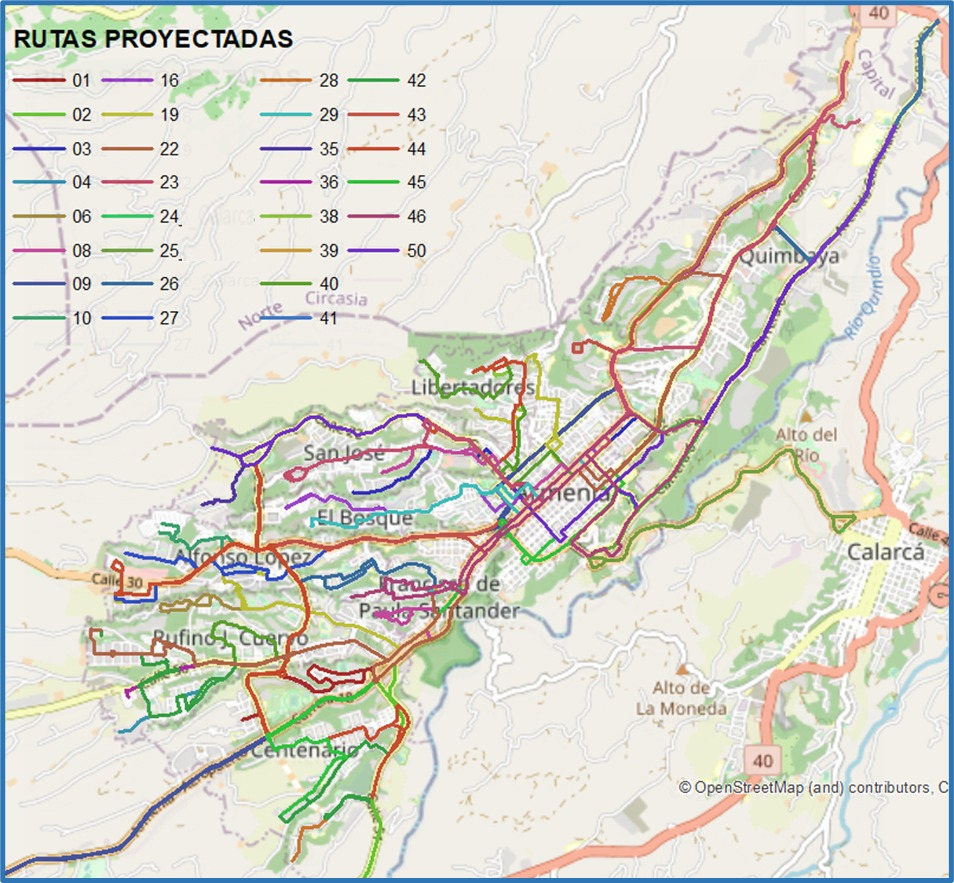 RUTAS PROYECTADAS
01 16 28 42
02 19 29 43
03 22 35 44
04 23 36 45
06 24 38 46
08 25 39 50
09 26 40
10 27 41
40
Capital
Quimbaya
Río Quindío
Norte Circasia
Libertadores
Alto del
Río
San José
Armenia
El Bosque
Calarcá
Alfonso López
Calle 30
Francisco de
Paula Santander
Rufino J. Cuervo
Alto de
La Moneda
Centenario
40
© OpenStreetMap (and) contributors, C